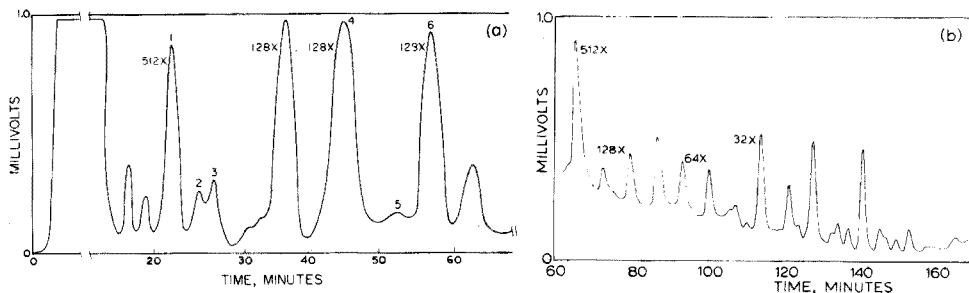 1.0
(a)
1
4
6
512X
128X
128X
129X
2
3
5
MILLIVOLTS
0
0
20
30
40
50
60
TIME, MINUTES
1.0
(b)
512X
128X
64X
32X
MILLIVOLTS
0
60
80
100
120
140
160
TIME, MINUTES